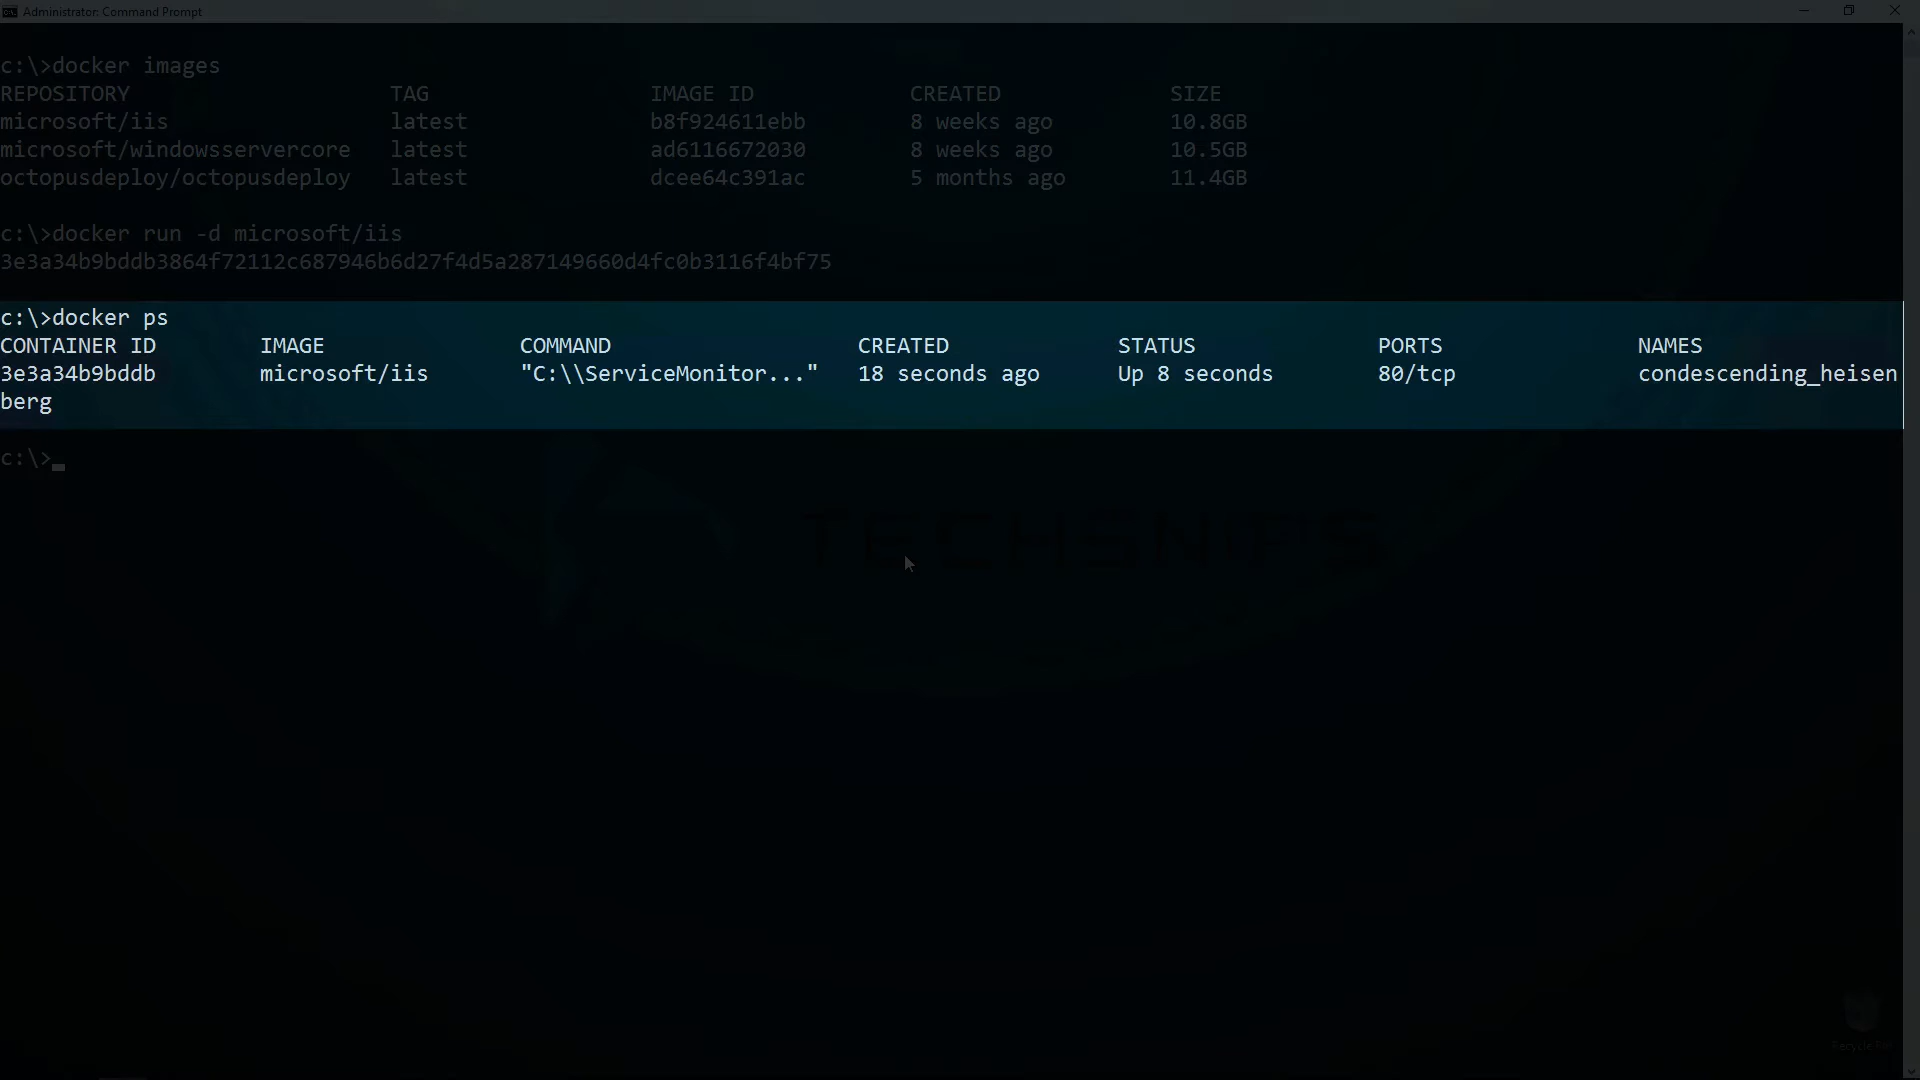 Administrator: Command Prompt
c:\>docker images
REPOSITORY TAG IMAGE ID CREATED SIZE
microsoft/iis latest b8f924611ebb 8 weeks ago 10.8GB
microsoft/windowsservercore latest ad6116672030 8 weeks ago 10.5GB
octopusdeploy/octopusdeploy latest dcee64c391ac 5 months ago 11.4GB
c:\>docker run -d microsoft/iis
3e3a34b9bddb3864f72112c687946b6d27f4d5a287149660d4fc0b3116f4bf75
c:\>docker ps
CONTAINER ID IMAGE COMMAND CREATED STATUS PORTS NAMES
3e3a34b9bddb microsoft/iis "C:\\ServiceMonitor..." 18 seconds ago Up 8 seconds 80/tcp condescending_heisen
berg
c:\>
TECHSNIPS
Recycle Bin